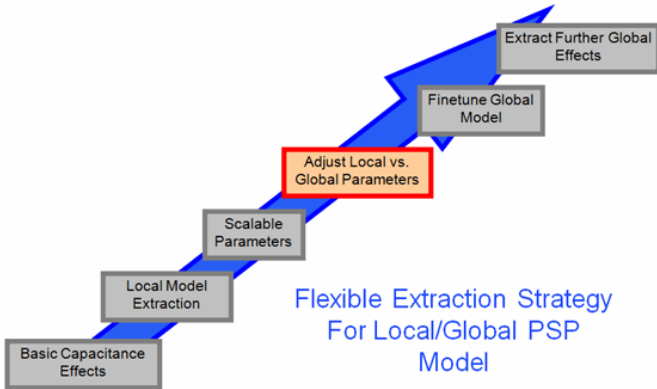 Extract Further Global
Effects
Finetune Global
Model
Adjust Local vs.
Global Parameters
Scalable
Parameters
Local Model
Extraction
Basic Capacitance
Effects
Flexible Extraction Strategy
For Local/Global PSP
Model